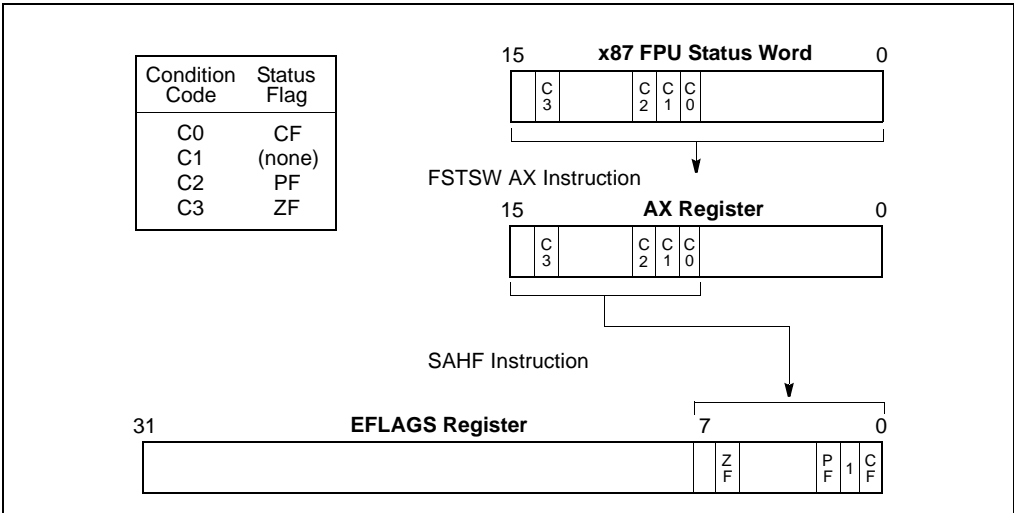 Condition Code Status Flag
C0 CF
C1 (none)
C2 PF
C3 ZF
15 x87 FPU Status Word 0
C3 C2 C1 C0
FSTSW AX Instruction
15 AX Register 0
C3 C2 C1 C0
SAHF Instruction
31 EFLAGS Register 7 0
ZF PF 1 CF